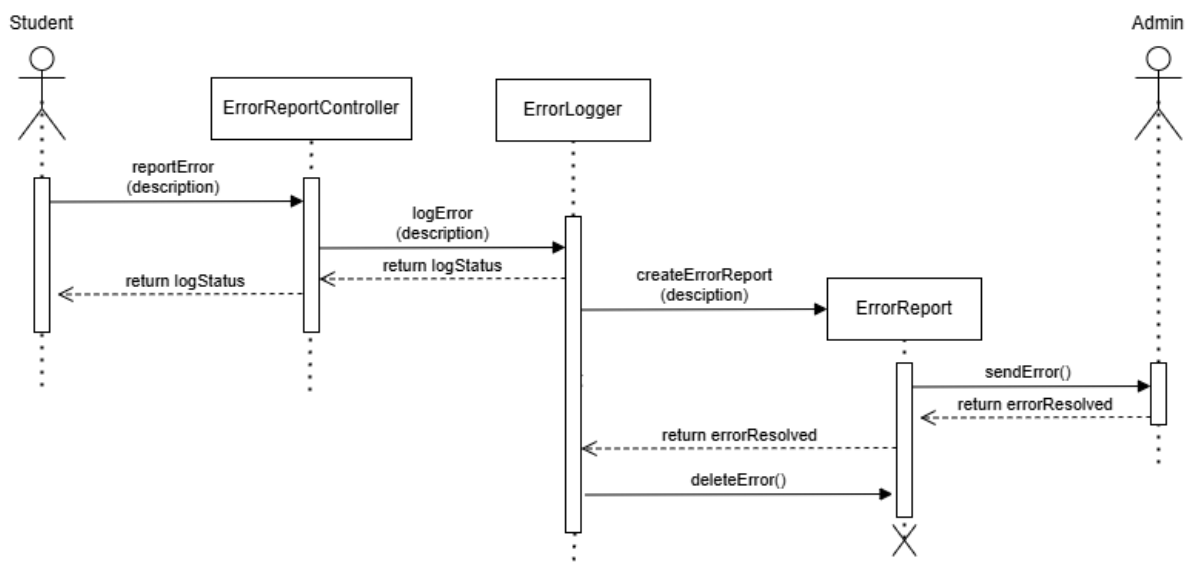 Student
Admin
ErrorReportController
ErrorLogger
reportError
(description)
logError
(description)
return logStatus
return logStatus
createErrorReport
(desciption)
ErrorReport
sendError()
return errorResolved
return errorResolved
deleteError()